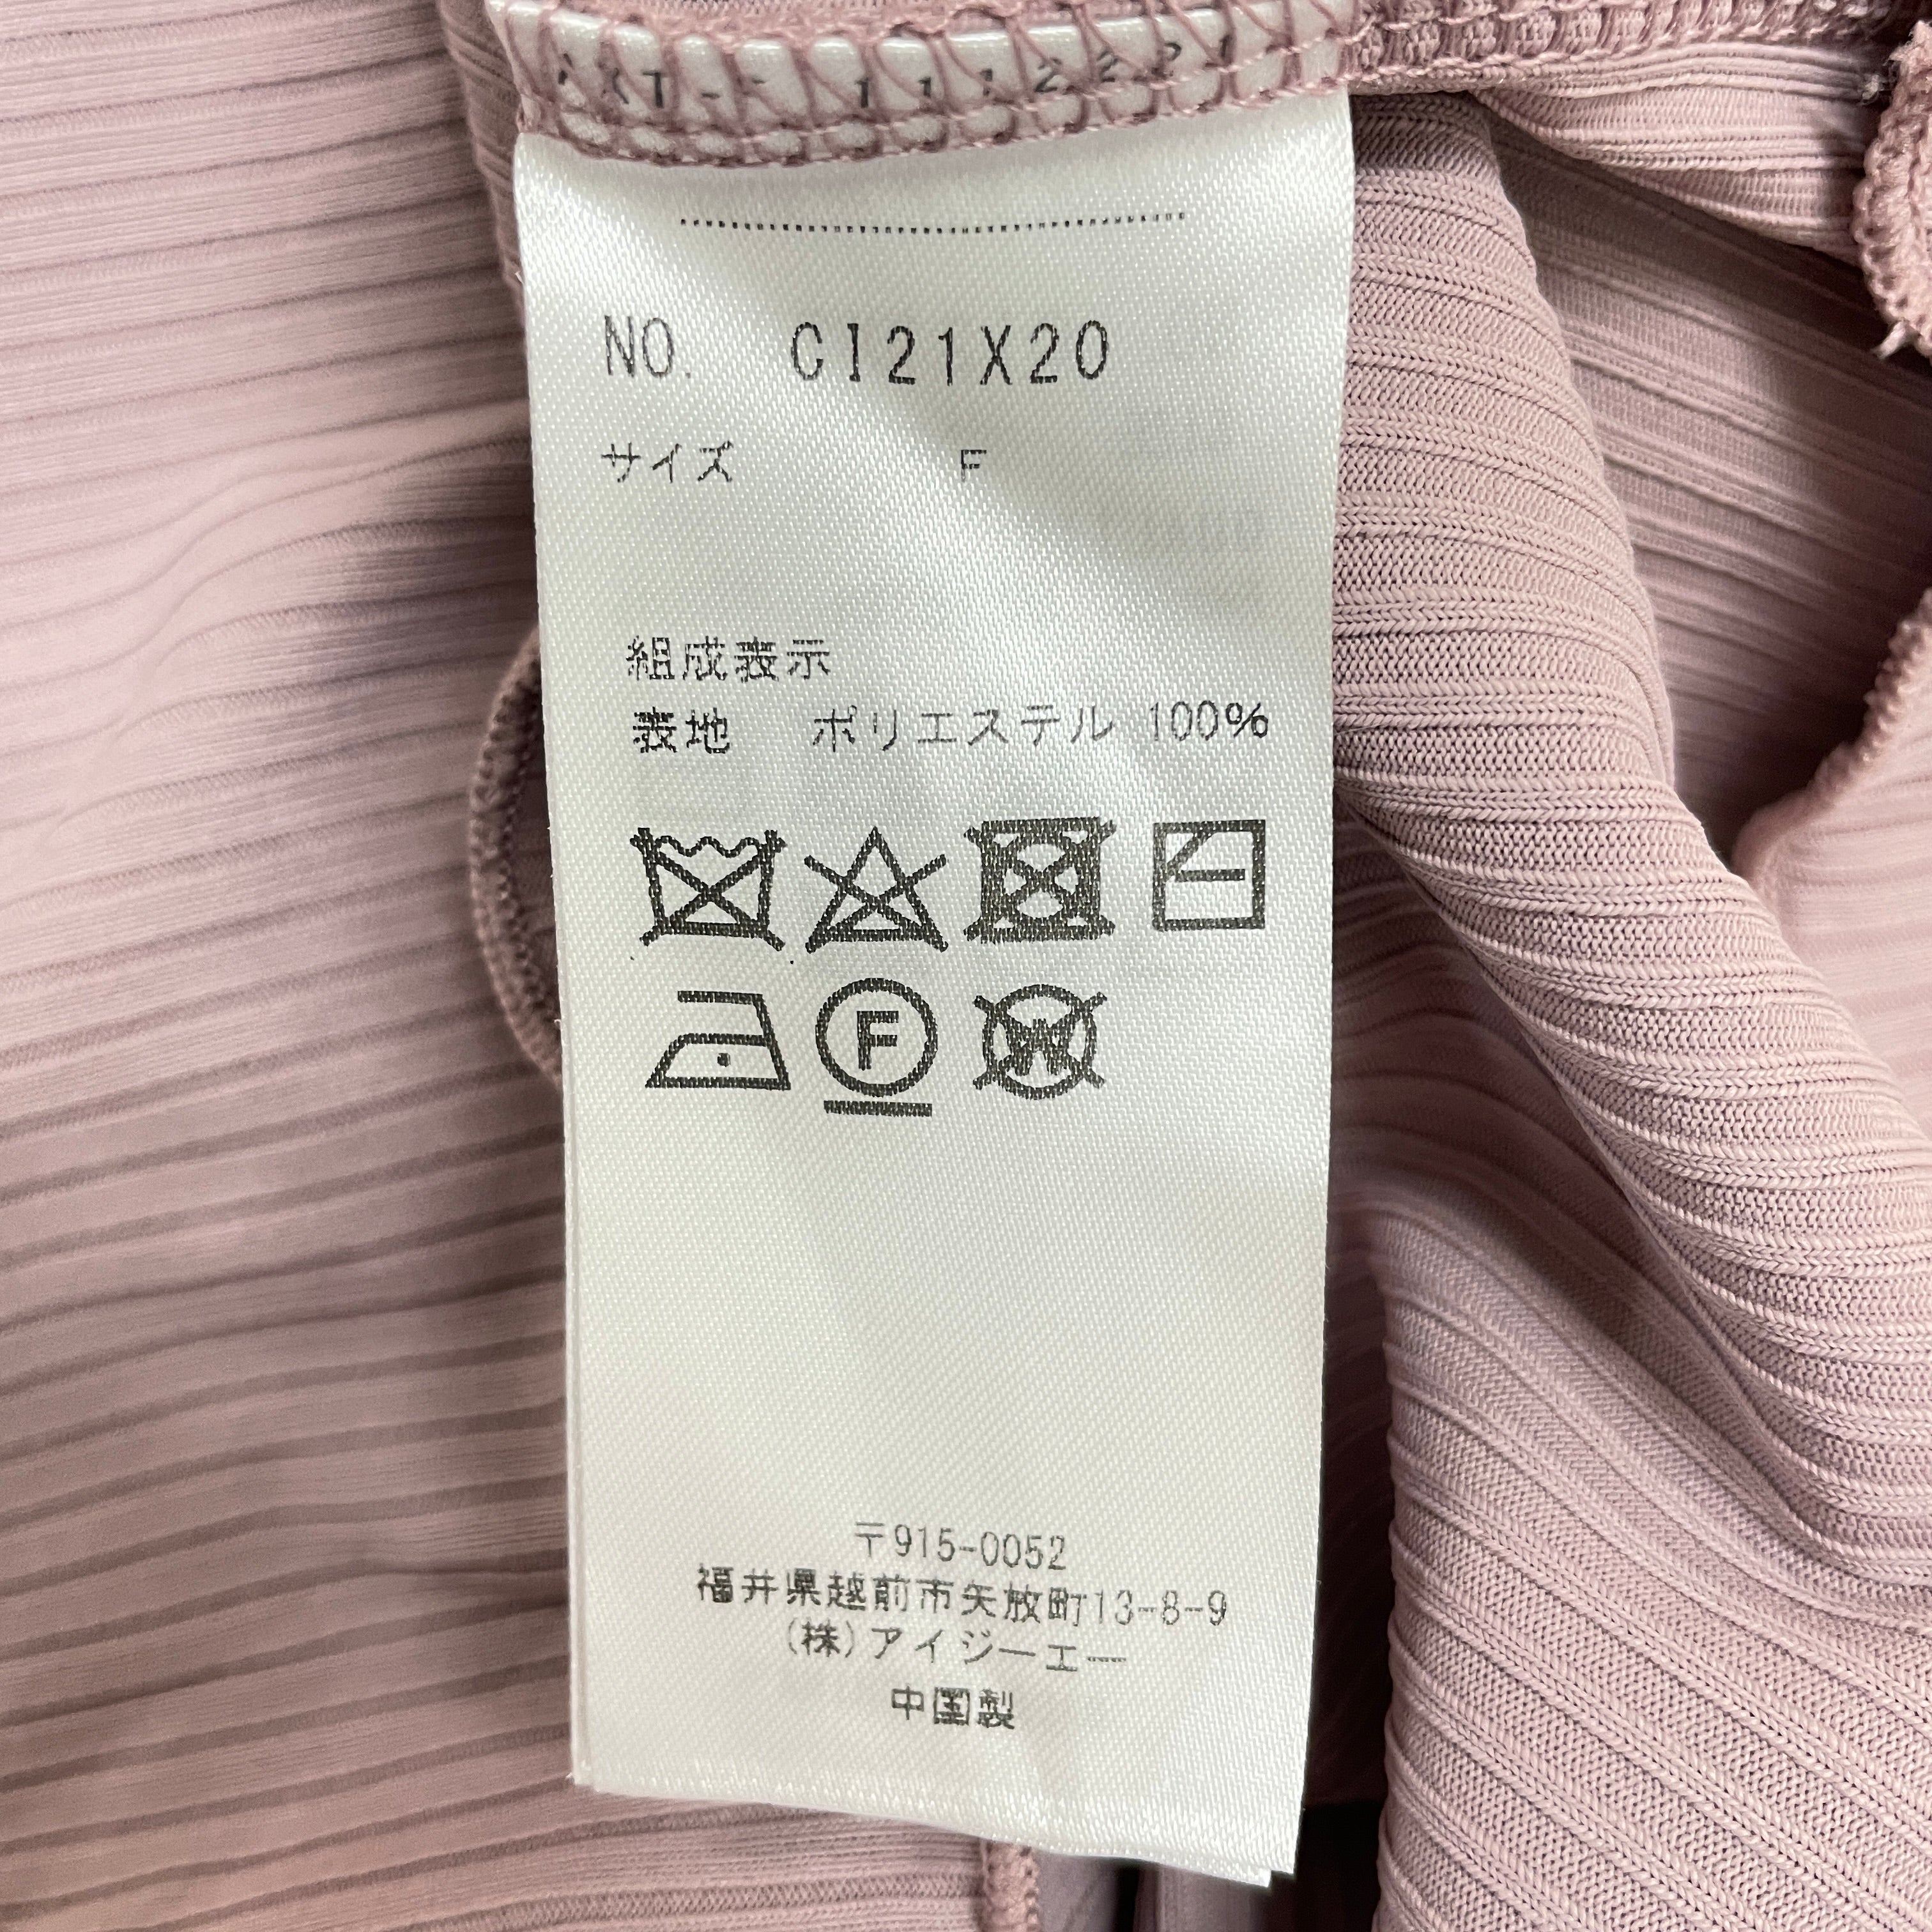 NO. CI21X20
サイズ F
組成表示
表地 ポリエステル 100%
F
W
〒915-0052
福井県越前市矢放町13-8-9
(株)アイジーエー
中国製